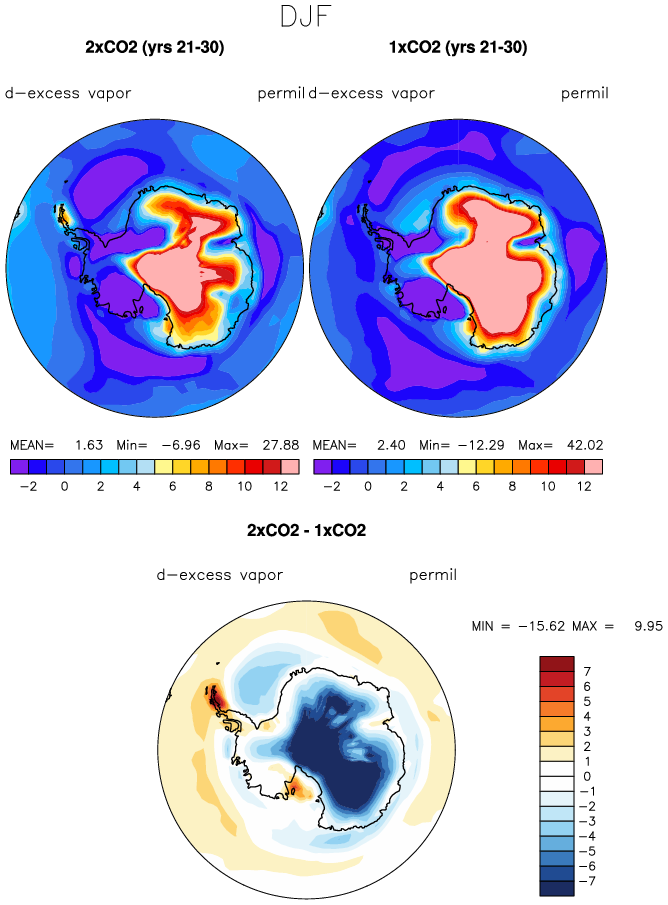 DJF
2xCO2 (yrs 21-30) 1xCO2 (yrs 21-30)
d-excess vapor permil d-excess vapor permil
MEAN= 1.63 Min= -6.96 Max= 27.88 MEAN= 2.40 Min= -12.29 Max= 42.02
-2 0 2 4 6 8 10 12 -2 0 2 4 6 8 10 12
2xCO2 - 1xCO2
d-excess vapor permil
MIN = -15.62 MAX = 9.95
7
6
5
4
3
2
1
0
-1
-2
-3
-4
-5
-6
-7